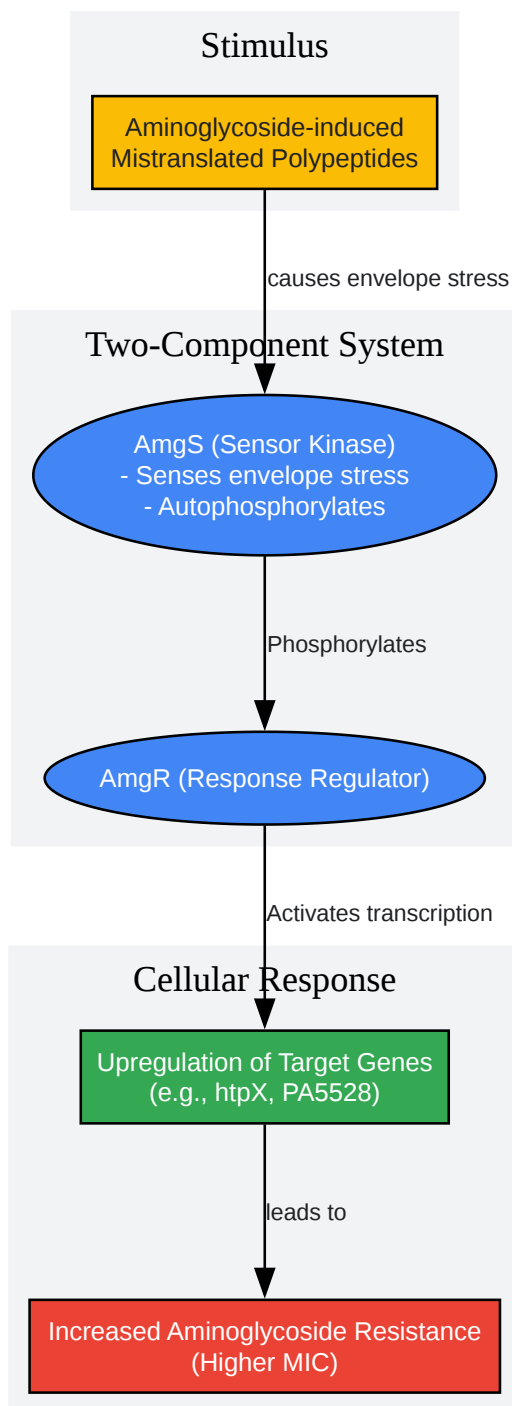 Stimulus
Aminoglycoside-induced
Mistranslated Polypeptides
causes envelope stress
Two-Component System
AmgS (Sensor Kinase)
- Senses envelope stress
- Autophosphorylates
Phosphorylates
AmgR (Response Regulator)
Activates transcription
Cellular Response
Upregulation of Target Genes
(e.g., htpX, PA5528)
leads to
Increased Aminoglycoside Resistance
(Higher MIC)